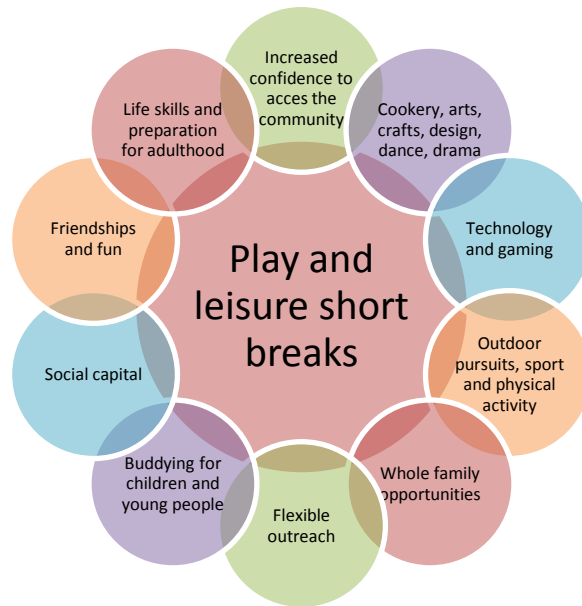 Increased
confidence to
acces the
community
Cookery, arts,
crafts, design,
dance, drama
Technology
and gaming
Outdoor
pursuits, sport
and physical
activity
Whole family
opportunities
Flexible
outreach
Buddying for
children and
young people
Social capital
Friendships
and fun
Life skills and
preparation
for adulthood
Play and
leisure short
breaks